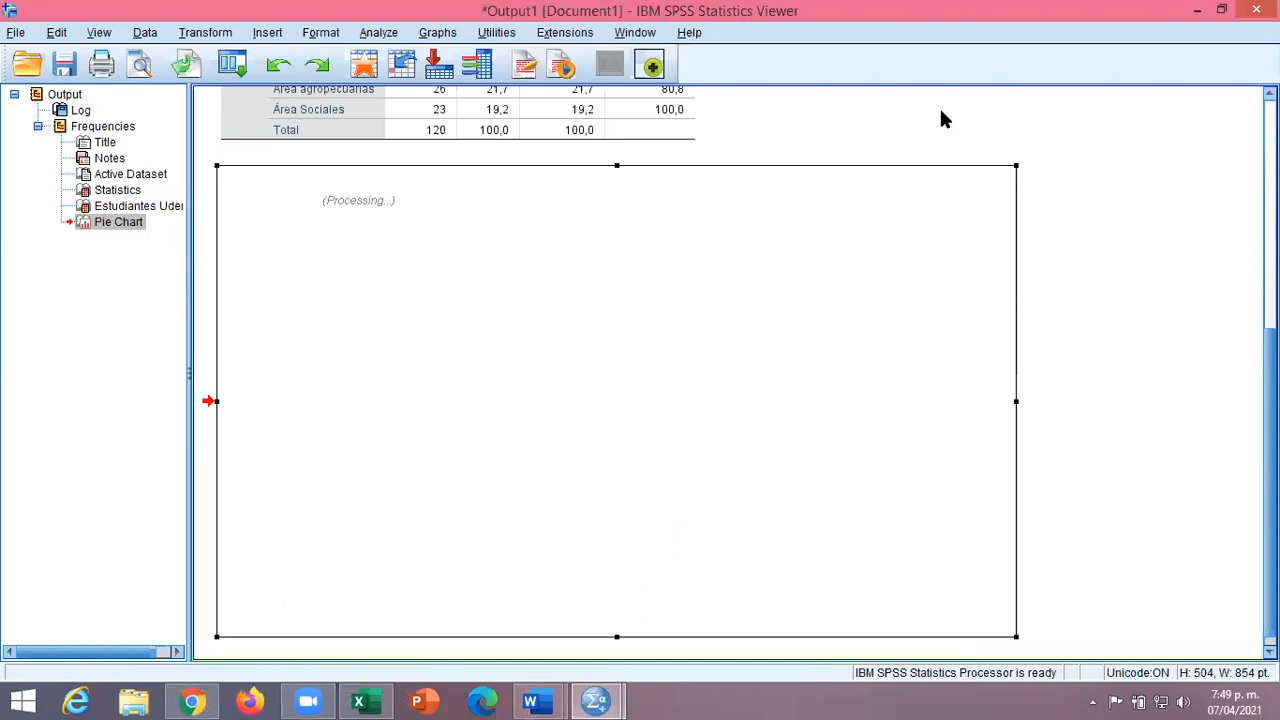 *Output1 [Document1] - IBM SPSS Statistics Viewer
File Edit View Data Transform Insert Format Analyze Graphs Utilities Extensions Window Help
Output
Log
Frequencies
Title
Notes
Active Dataset
Statistics
Estudiantes Uder
Pie Chart
Área agropecuarias 26 21,7 21,7 80,8
Área Sociales 23 19,2 19,2 100,0
Total 120 100,0 100,0
(Processing...)
IBM SPSS Statistics Processor is ready Unicode:ON H: 504, W: 854 pt.
7:49 p. m.
07/04/2021